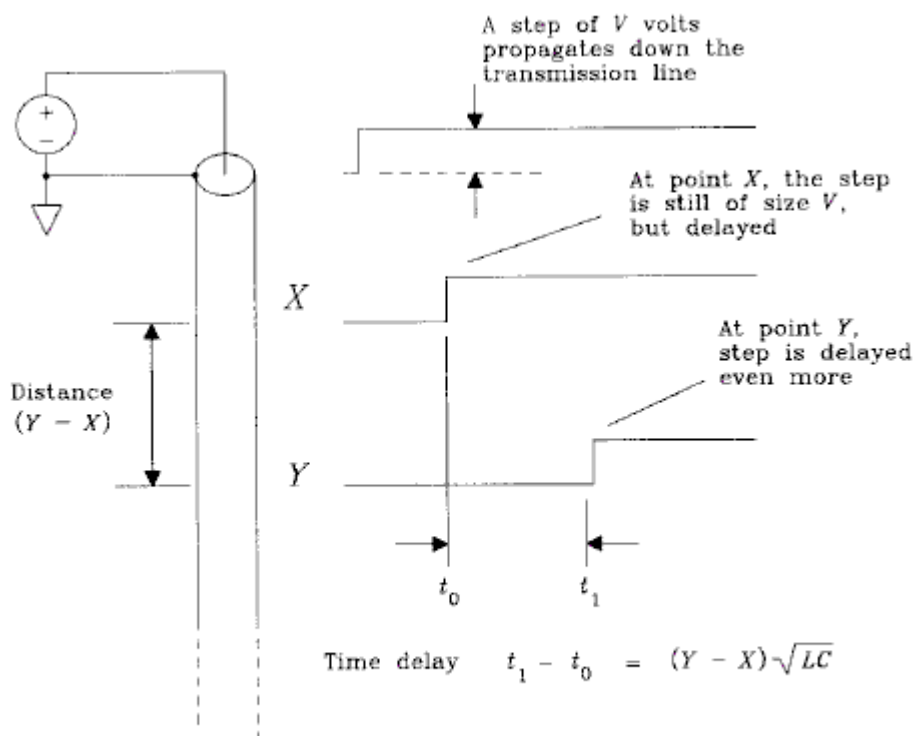 A step of V volts
propagates down the
transmission line
+
−
At point X, the step
is still of size V,
but delayed
X
At point Y,
step is delayed
even more
Distance
(Y − X)
Y
t₀
t₁
Time delay t₁ − t₀ = (Y − X)√LC